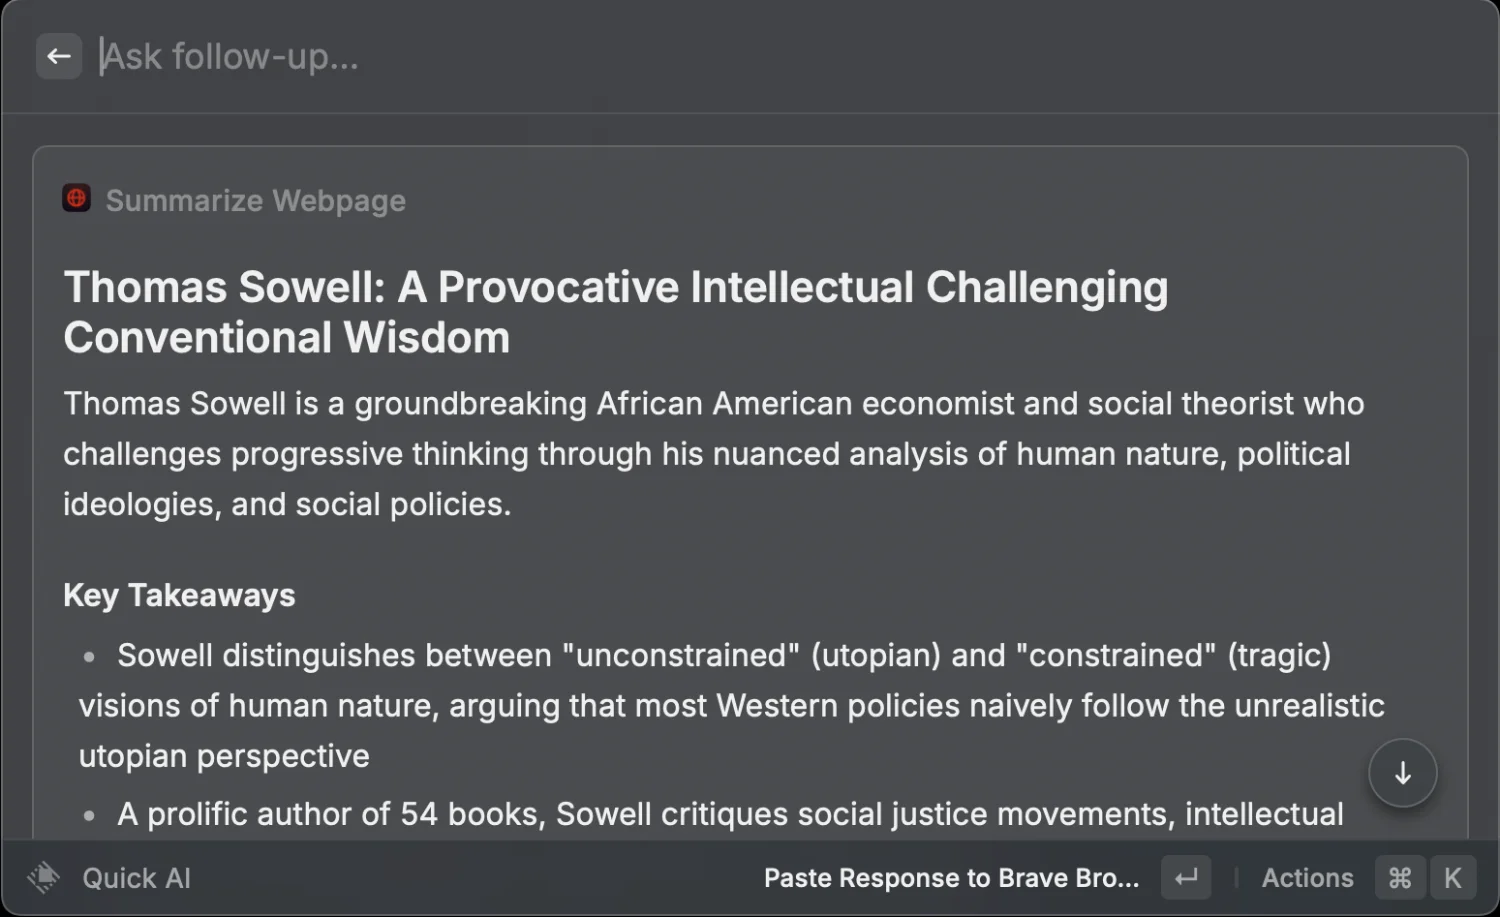 Ask follow-up...
Summarize Webpage
Thomas Sowell: A Provocative Intellectual Challenging
Conventional Wisdom
Thomas Sowell is a groundbreaking African American economist and social theorist who
challenges progressive thinking through his nuanced analysis of human nature, political
ideologies, and social policies.
Key Takeaways
• Sowell distinguishes between "unconstrained" (utopian) and "constrained" (tragic)
visions of human nature, arguing that most Western policies naively follow the unrealistic
utopian perspective
• A prolific author of 54 books, Sowell critiques social justice movements, intellectual
Quick AI
Paste Response to Brave Bro... ↵ | Actions ⌘ K